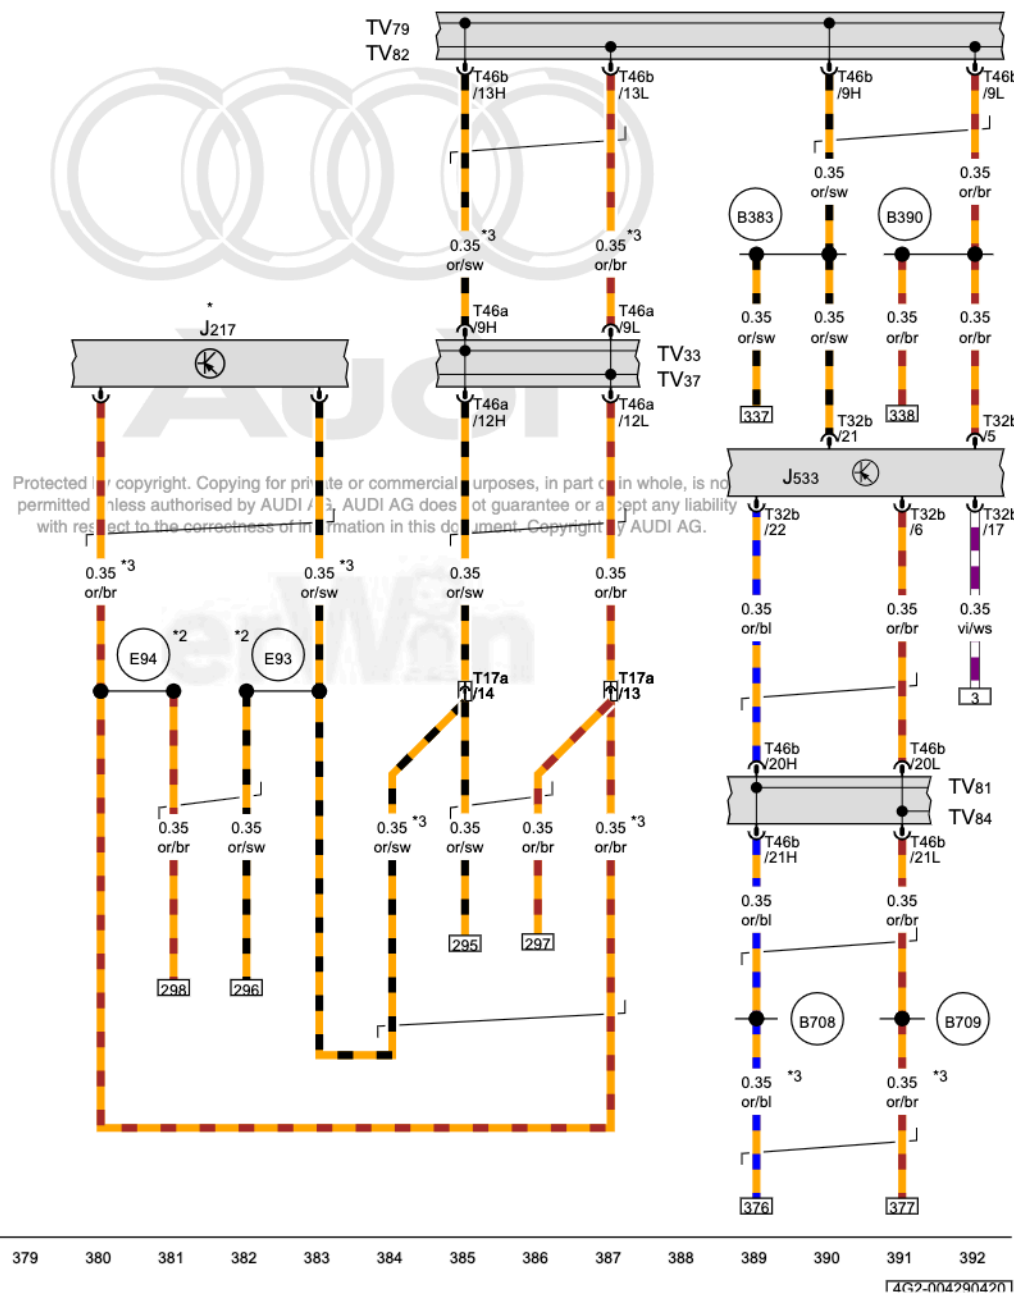 TV79
TV82
T46b
/13H
T46b
/13L
T46b
/9H
T46b
/9L
0.35
or/sw
0.35
or/br
B383
B390
0.35 *3
or/sw
0.35 *3
or/br
T46a
/9H
T46a
/9L
0.35
or/sw
0.35
or/sw
0.35
or/br
0.35
or/br
*
J217
TV33
TV37
Audi
T46a
/12H
T46a
/12L
337
338
T32b
/21
T32b
/5
J533
Protected by copyright. Copying for private or commercial purposes, in part or in whole, is no
permitted unless authorised by AUDI AG. AUDI AG does not guarantee or accept any liability
with respect to the correctness of information in this document. Copyright by AUDI AG.
T32b
/22
T32b
/6
T32b
/17
erWin
0.35 *3
or/br
0.35 *3
or/sw
0.35
or/sw
0.35
or/br
0.35
or/bl
0.35
or/br
0.35
vi/ws
E94
*2
*2
E93
T17a
/14
T17a
/13
3
T46b
/20H
T46b
/20L
TV81
TV84
0.35
or/br
0.35
or/sw
0.35 *3
or/sw
0.35
or/sw
0.35
or/br
0.35 *3
or/br
T46b
/21H
T46b
/21L
0.35
or/bl
0.35
or/br
295
297
298
296
B708
B709
0.35 *3
or/bl
0.35 *3
or/br
376
377
379 380 381 382 383 384 385 386 387 388 389 390 391 392
4G2-004290420